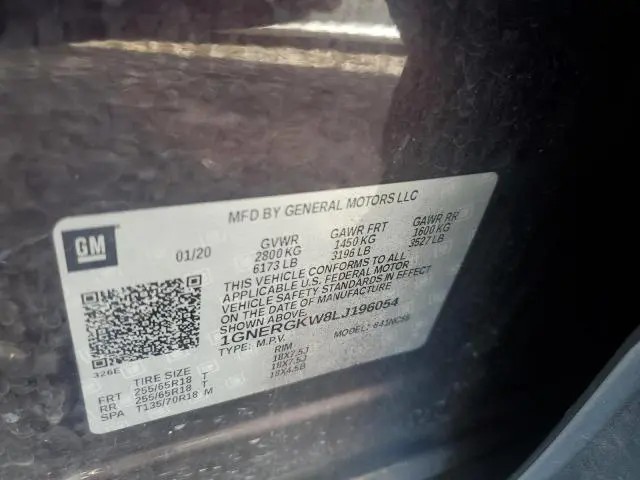 MFD BY GENERAL MOTORS LLC
GM
01/20
GVWR GAWR FRT GAWR RR
2800 KG 1450 KG 1600 KG
6173 LB 3196 LB 3527 LB
THIS VEHICLE CONFORMS TO ALL
APPLICABLE U.S. FEDERAL MOTOR
VEHICLE SAFETY STANDARDS IN EFFECT
ON THE DATE OF MANUFACTURE
SHOWN ABOVE.
1GNERGKW8LJ196054
TYPE: M.P.V. MODEL:
326E
TIRE SIZE RIM
FRT 255/65R18 T 18X7.5J
RR 255/65R18 T 18X7.5J
SPA T135/70R18 M 18X4.5B